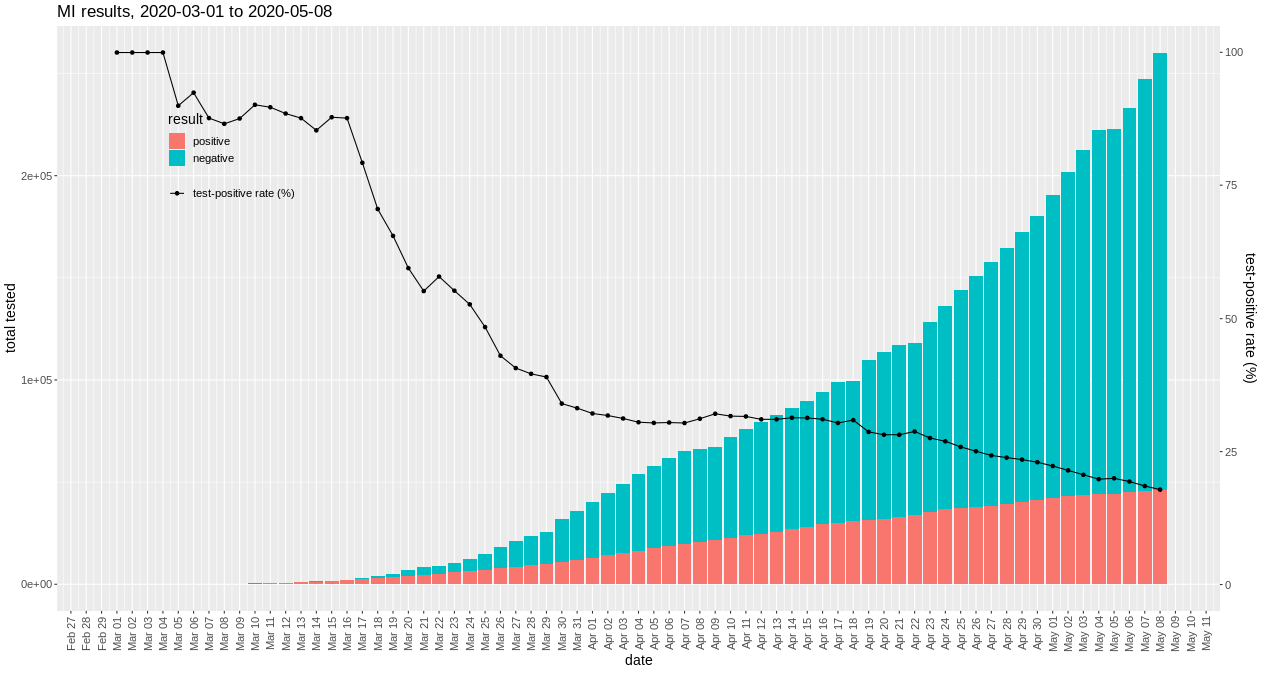 MI results, 2020-03-01 to 2020-05-08
total tested
2e+05
1e+05
0e+00
result
positive
negative
test-positive rate (%)
100
75
50
25
0
test-positive rate (%)
Feb 27
Feb 28
Feb 29
Mar 01
Mar 02
Mar 03
Mar 04
Mar 05
Mar 06
Mar 07
Mar 08
Mar 09
Mar 10
Mar 11
Mar 12
Mar 13
Mar 14
Mar 15
Mar 16
Mar 17
Mar 18
Mar 19
Mar 20
Mar 21
Mar 22
Mar 23
Mar 24
Mar 25
Mar 26
Mar 27
Mar 28
Mar 29
Mar 30
Mar 31
Apr 01
Apr 02
Apr 03
Apr 04
Apr 05
Apr 06
Apr 07
Apr 08
Apr 09
Apr 10
Apr 11
Apr 12
Apr 13
Apr 14
Apr 15
Apr 16
Apr 17
Apr 18
Apr 19
Apr 20
Apr 21
Apr 22
Apr 23
Apr 24
Apr 25
Apr 26
Apr 27
Apr 28
Apr 29
Apr 30
May 01
May 02
May 03
May 04
May 05
May 06
May 07
May 08
May 09
May 10
May 11
date